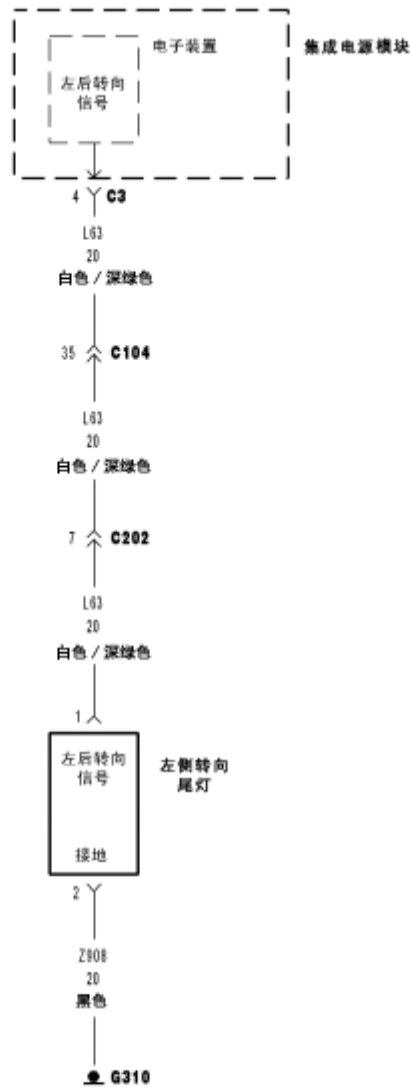 电子装置
集成电源模块
左后转向
信号
4 C3
L63
20
白色 / 深绿色
35 C104
L63
20
白色 / 深绿色
7 C202
L63
20
白色 / 深绿色
1
左后转向
信号
左侧转向
尾灯
接地
2
Z908
20
黑色
G310